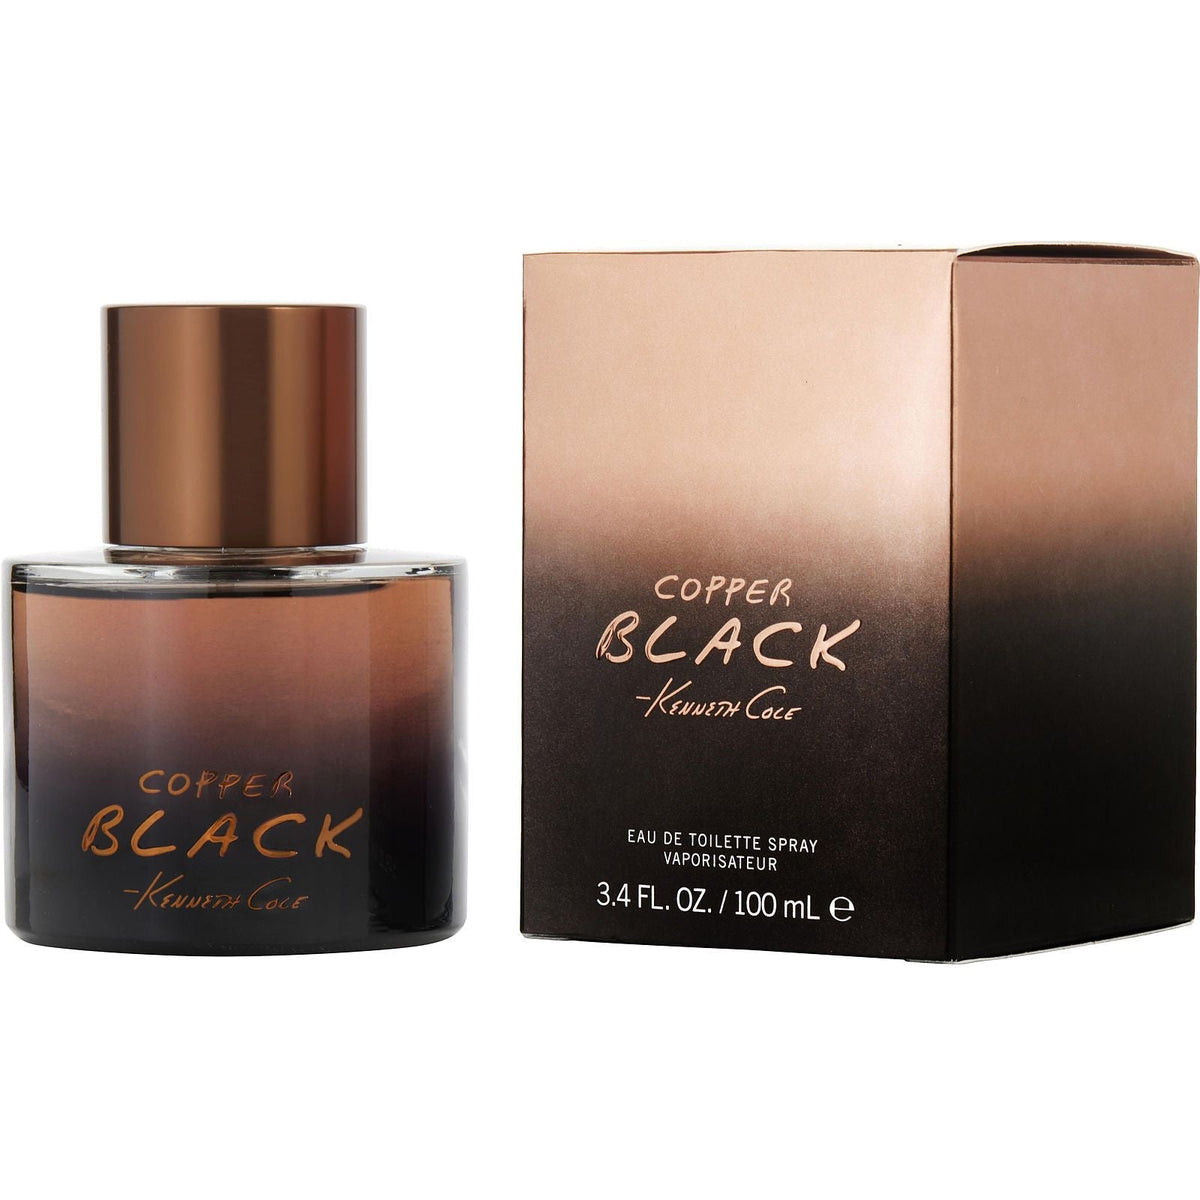 COPPER
BLACK
-KENNETH COLE
COPPER
BLACK
-KENNETH COLE
EAU DE TOILETTE SPRAY
VAPORISATEUR
3.4 FL. OZ. / 100 mL ℮